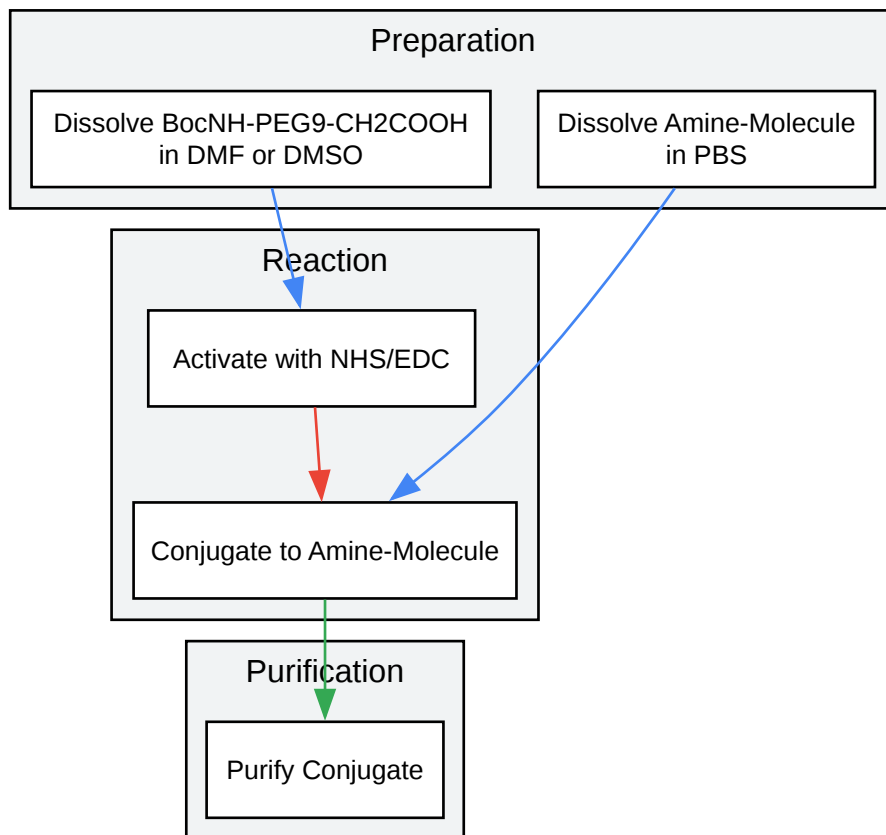 Preparation
Dissolve BocNH-PEG9-CH2COOH
in DMF or DMSO
Dissolve Amine-Molecule
in PBS
Reaction
Activate with NHS/EDC
Conjugate to Amine-Molecule
Purification
Purify Conjugate